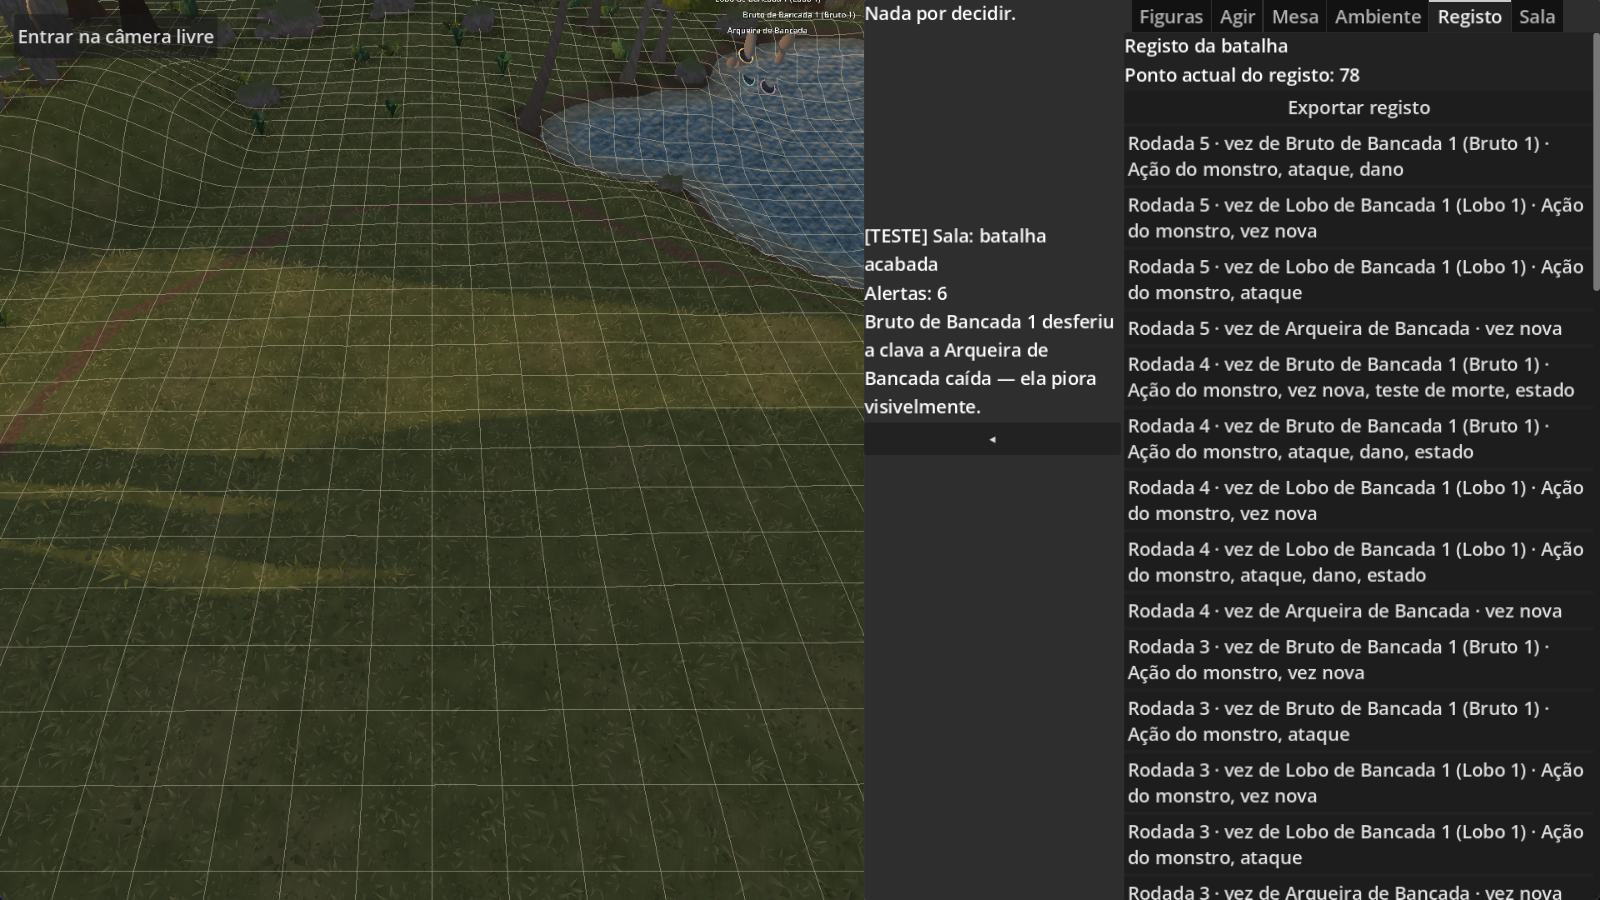 Bruto de Bancada 1 (Bruto 1)
Arqueira de Bancada
Entrar na câmera livre
Nada por decidir.
[TESTE] Sala: batalha
acabada
Alertas: 6
Bruto de Bancada 1 desferiu
a clava a Arqueira de
Bancada caída — ela piora
visivelmente.
Figuras
Agir
Mesa
Ambiente
Registo
Sala
Registo da batalha
Ponto actual do registo: 78
Exportar registo
Rodada 5 · vez de Bruto de Bancada 1 (Bruto 1) ·
Ação do monstro, ataque, dano
Rodada 5 · vez de Lobo de Bancada 1 (Lobo 1) · Ação
do monstro, vez nova
Rodada 5 · vez de Lobo de Bancada 1 (Lobo 1) · Ação
do monstro, ataque
Rodada 5 · vez de Arqueira de Bancada · vez nova
Rodada 4 · vez de Bruto de Bancada 1 (Bruto 1) ·
Ação do monstro, vez nova, teste de morte, estado
Rodada 4 · vez de Bruto de Bancada 1 (Bruto 1) ·
Ação do monstro, ataque, dano, estado
Rodada 4 · vez de Lobo de Bancada 1 (Lobo 1) · Ação
do monstro, vez nova
Rodada 4 · vez de Lobo de Bancada 1 (Lobo 1) · Ação
do monstro, ataque, dano, estado
Rodada 4 · vez de Arqueira de Bancada · vez nova
Rodada 3 · vez de Bruto de Bancada 1 (Bruto 1) ·
Ação do monstro, vez nova
Rodada 3 · vez de Bruto de Bancada 1 (Bruto 1) ·
Ação do monstro, ataque
Rodada 3 · vez de Lobo de Bancada 1 (Lobo 1) · Ação
do monstro, vez nova
Rodada 3 · vez de Lobo de Bancada 1 (Lobo 1) · Ação
do monstro, ataque
Rodada 3 · vez de Arqueira de Bancada · vez nova